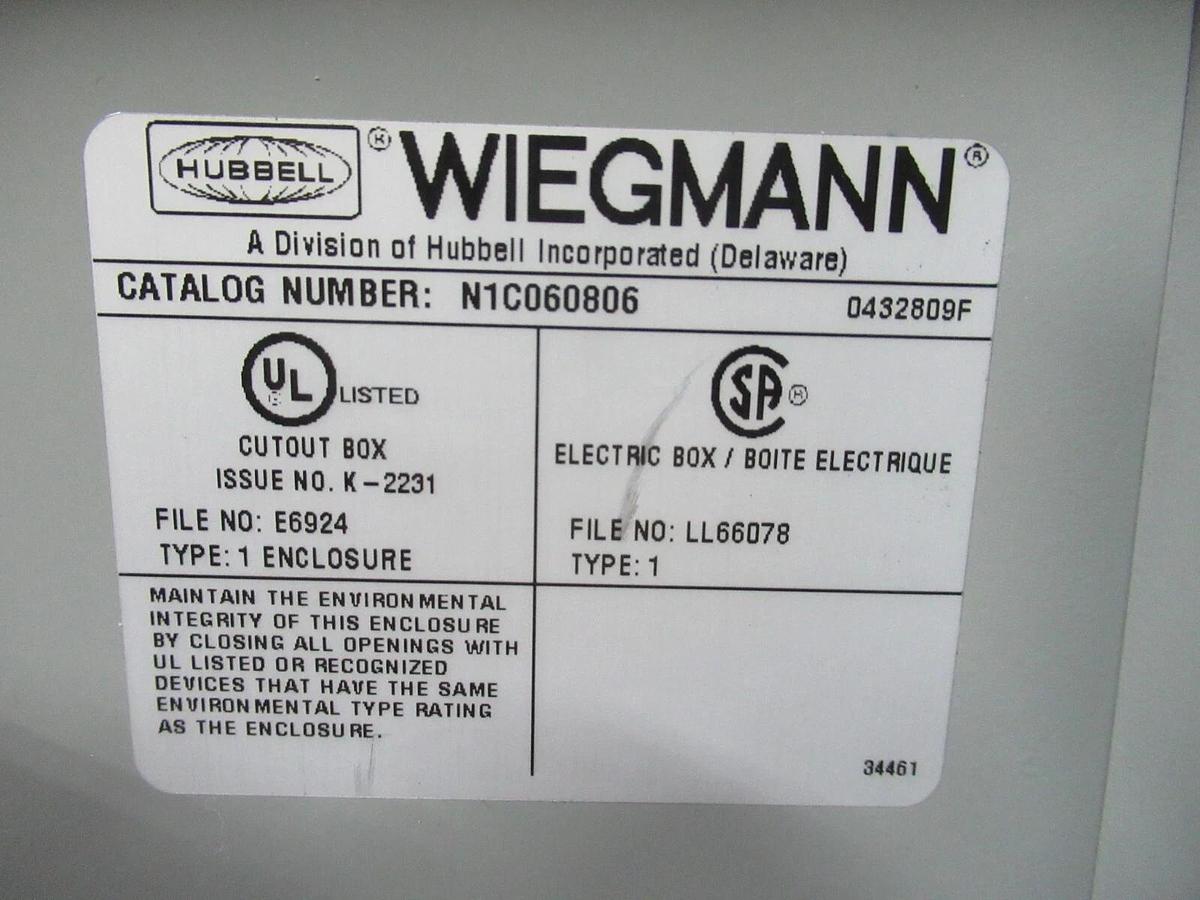 HUBBELL ® WIEGMANN ®
A Division of Hubbell Incorporated (Delaware)
CATALOG NUMBER: N1C060806 0432809F
UL ® LISTED
CUTOUT BOX
ISSUE NO. K-2231
FILE NO: E6924
TYPE: 1 ENCLOSURE
SA ®
ELECTRIC BOX / BOITE ELECTRIQUE
FILE NO: LL66078
TYPE: 1
MAINTAIN THE ENVIRONMENTAL
INTEGRITY OF THIS ENCLOSURE
BY CLOSING ALL OPENINGS WITH
UL LISTED OR RECOGNIZED
DEVICES THAT HAVE THE SAME
ENVIRONMENTAL TYPE RATING
AS THE ENCLOSURE.
34461